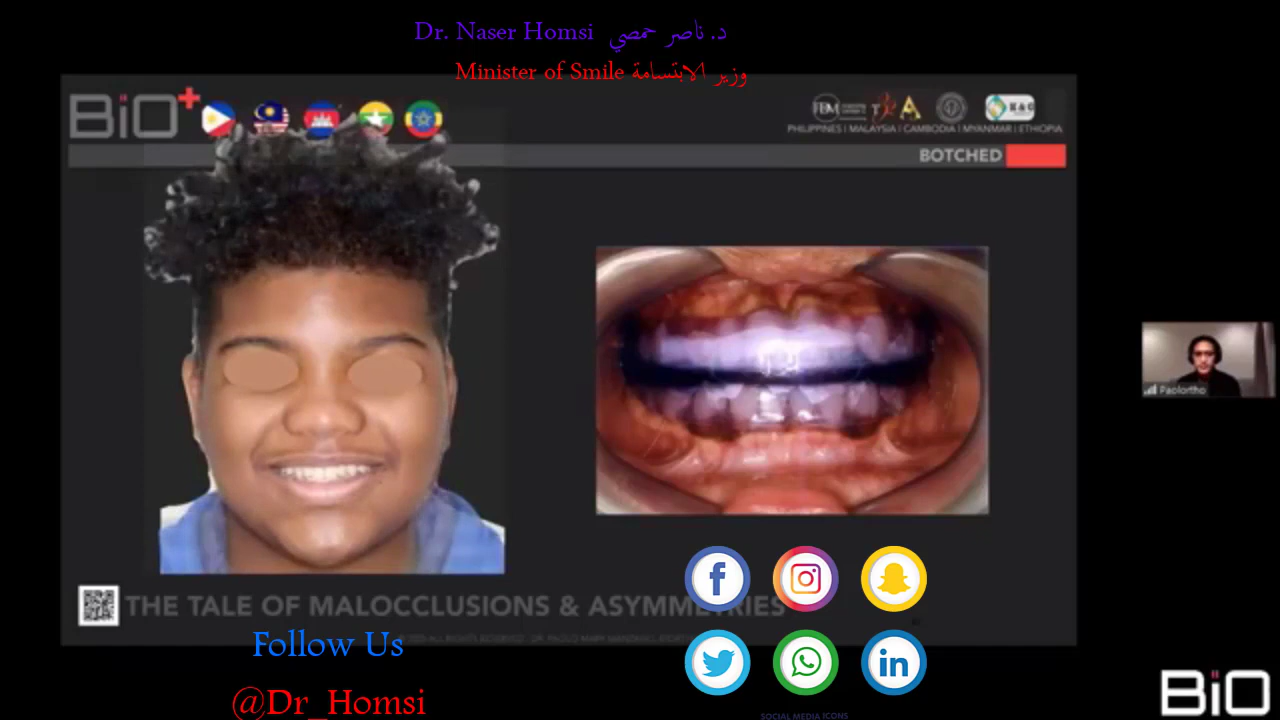 Dr. Naser Homsi د. ناصر حمصي
Minister of Smile وزير الابتسامة
BiO+
PHILIPPINES | MALAYSIA | CAMBODIA | MYANMAR | ETHIOPIA
BOTCHED
Paolortho
THE TALE OF MALOCCLUSIONS & ASYMMETRIES
Follow Us
@Dr_Homsi
SOCIAL MEDIA ICONS
BiO